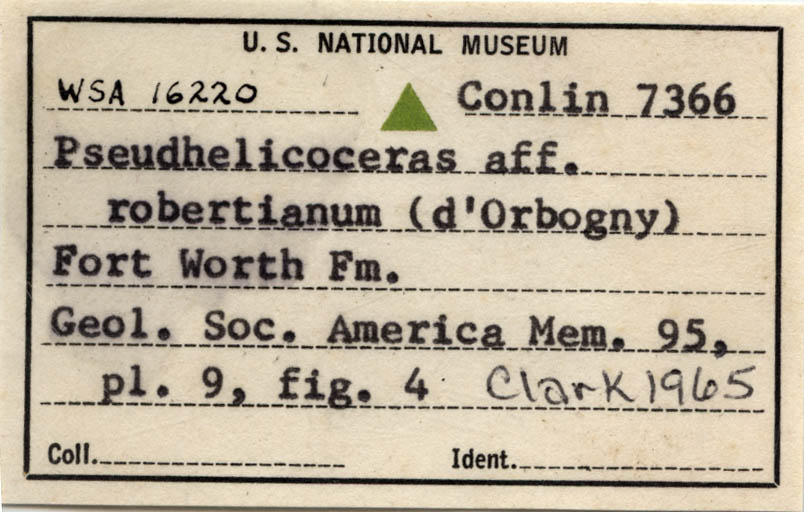 U. S. NATIONAL MUSEUM
WSA 16220 Conlin 7366
Pseudhelicoceras aff.
robertianum (d'Orbogny)
Fort Worth Fm.
Geol. Soc. America Mem. 95,
pl. 9, fig. 4 Clark 1965
Coll. Ident.